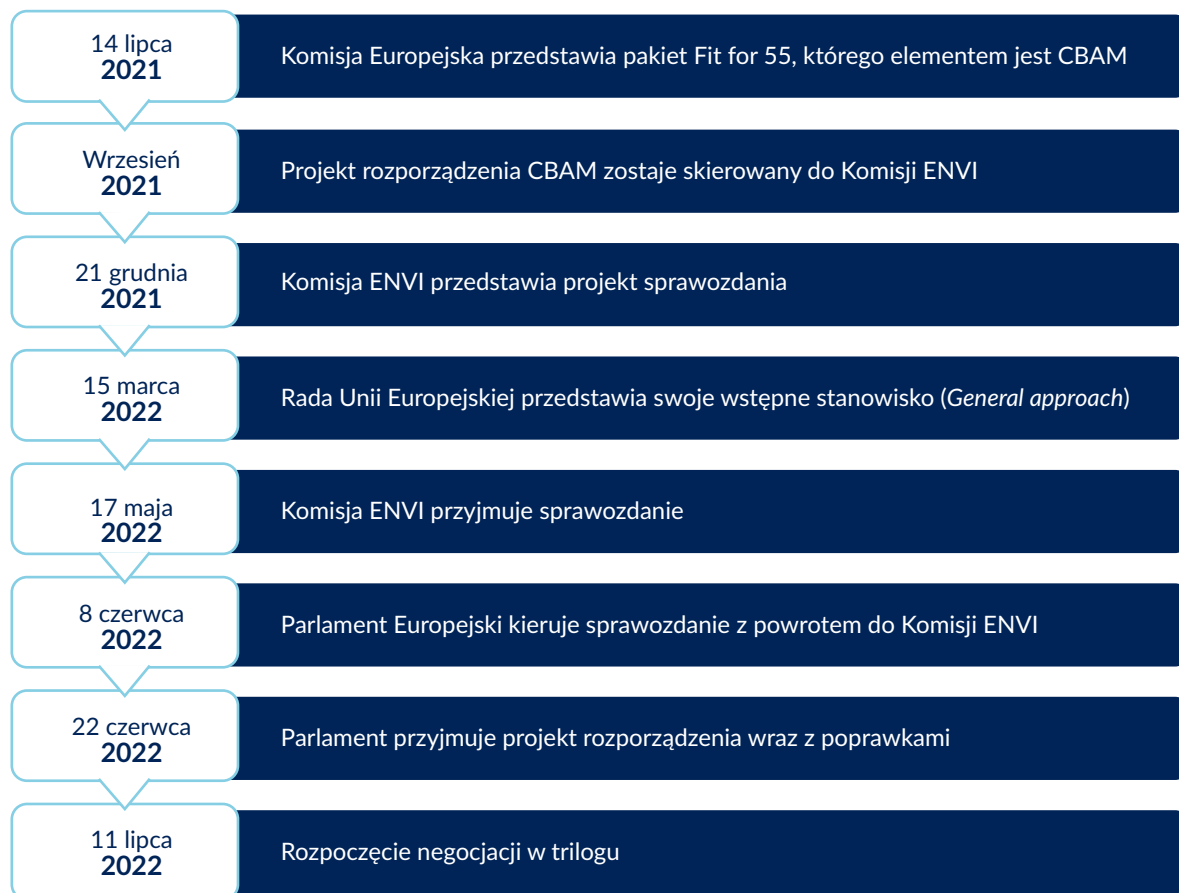 14 lipca
2021
Komisja Europejska przedstawia pakiet Fit for 55, którego elementem jest CBAM
Wrzesień
2021
Projekt rozporządzenia CBAM zostaje skierowany do Komisji ENVI
21 grudnia
2021
Komisja ENVI przedstawia projekt sprawozdania
15 marca
2022
Rada Unii Europejskiej przedstawia swoje wstępne stanowisko (General approach)
17 maja
2022
Komisja ENVI przyjmuje sprawozdanie
8 czerwca
2022
Parlament Europejski kieruje sprawozdanie z powrotem do Komisji ENVI
22 czerwca
2022
Parlament przyjmuje projekt rozporządzenia wraz z poprawkami
11 lipca
2022
Rozpoczęcie negocjacji w trilogu